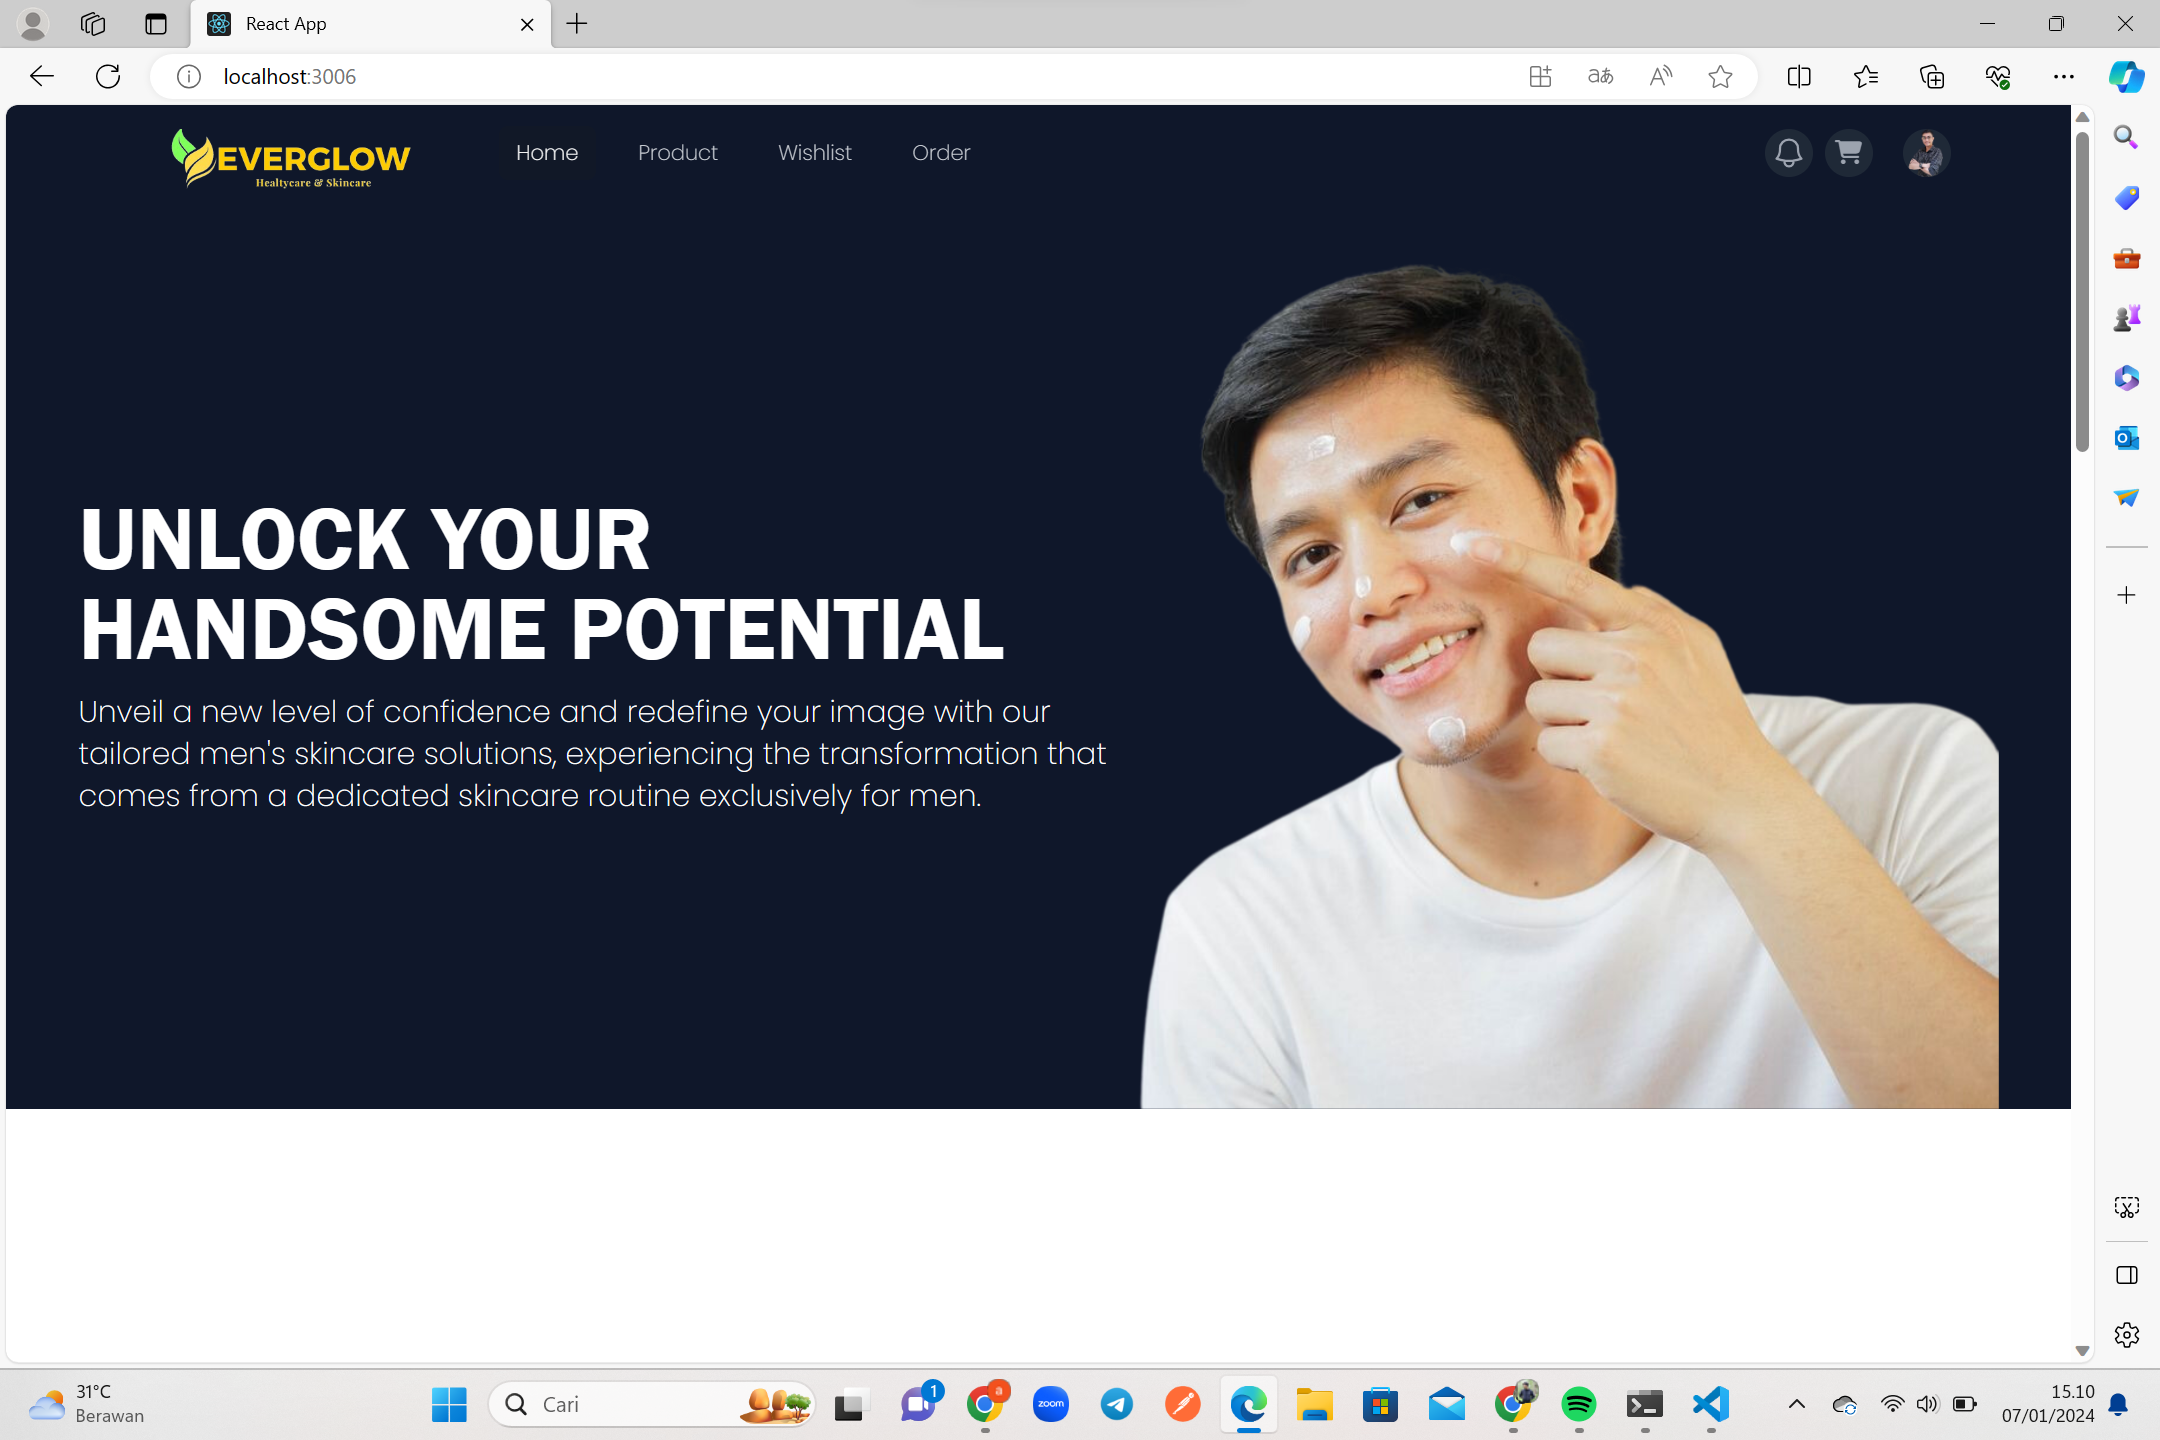 React App
localhost:3006
EVERGLOW
Healtycare & Skincare
Home
Product
Wishlist
Order
UNLOCK YOUR
HANDSOME POTENTIAL
Unveil a new level of confidence and redefine your image with our
tailored men's skincare solutions, experiencing the transformation that
comes from a dedicated skincare routine exclusively for men.
31°C
Berawan
Cari
1
a
zoom
15.10
07/01/2024